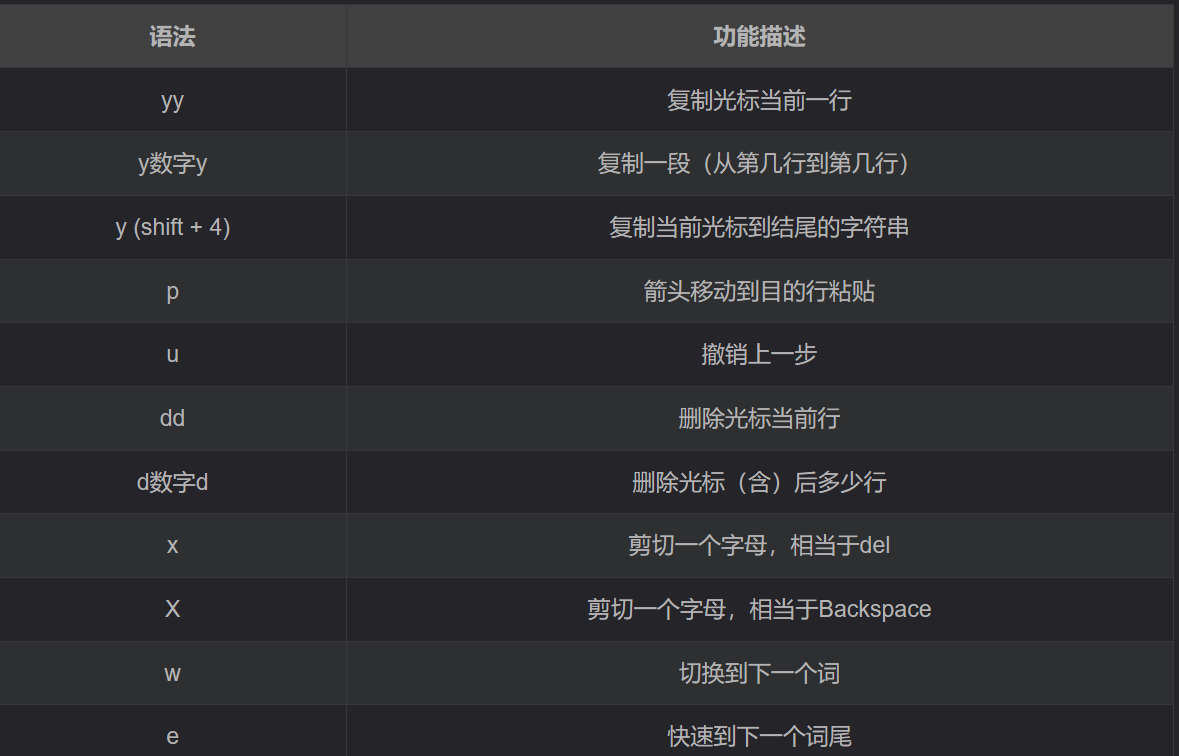 语法 功能描述
yy 复制光标当前一行
y数字y 复制一段（从第几行到第几行）
y (shift + 4) 复制当前光标到结尾的字符串
p 箭头移动到目的行粘贴
u 撤销上一步
dd 删除光标当前行
d数字d 删除光标（含）后多少行
x 剪切一个字母，相当于del
X 剪切一个字母，相当于Backspace
w 切换到下一个词
e 快速到下一个词尾